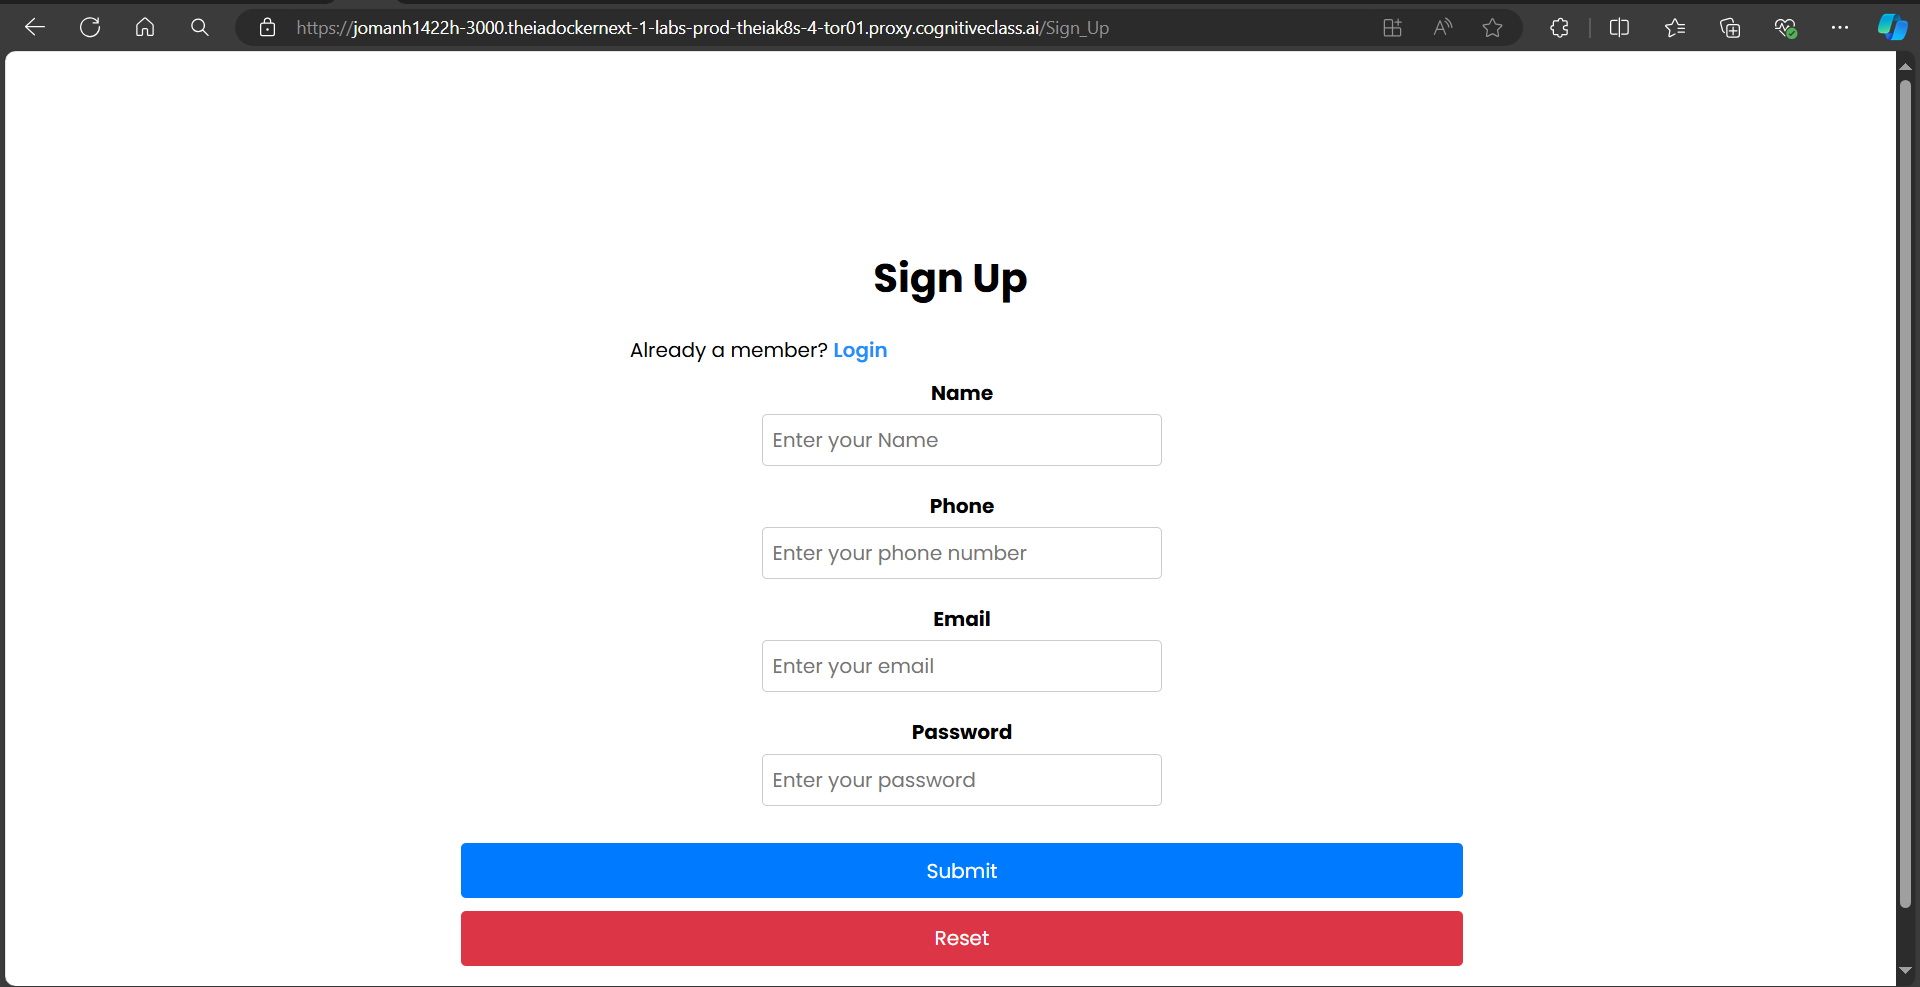 https://jomanh1422h-3000.theiadockernext-1-labs-prod-theiak8s-4-tor01.proxy.cognitiveclass.ai/Sign_Up
Sign Up
Already a member? Login
Name
Enter your Name
Phone
Enter your phone number
Email
Enter your email
Password
Enter your password
Submit
Reset